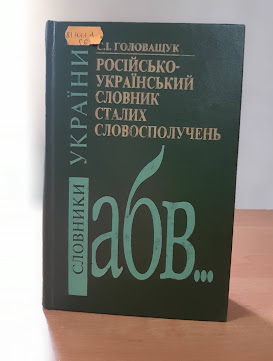 С.І. ГОЛОВАЩУК
РОСІЙСЬКО-
УКРАЇНСЬКИЙ
СЛОВНИК
СТАЛИХ
СЛОВОСПОЛУЧЕНЬ
СЛОВНИКИ УКРАЇНИ
абв...